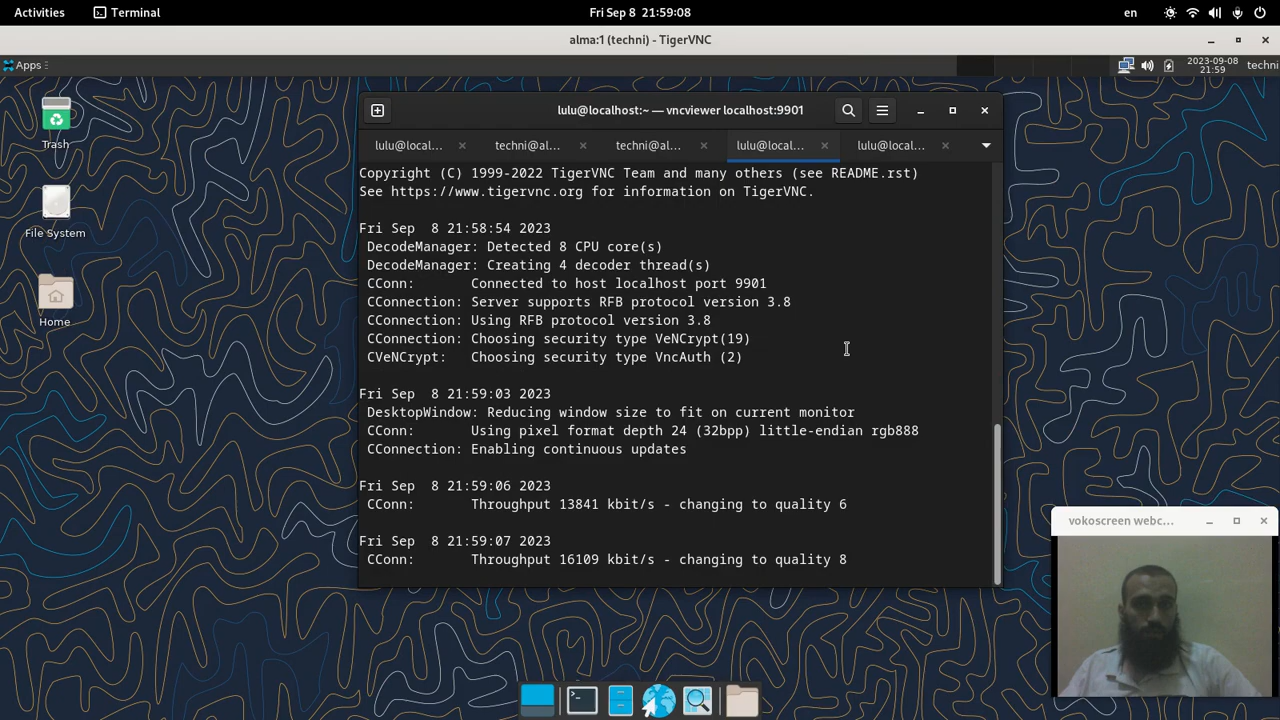 Activities
Terminal
Fri Sep 8 21:59:08
en
alma:1 (techni) - TigerVNC
Apps
2023-09-08
21:59
techni
Trash
File System
Home
lulu@localhost:~ — vncviewer localhost:9901
lulu@local…
techni@al…
techni@al…
lulu@local…
lulu@local…
Copyright (C) 1999-2022 TigerVNC Team and many others (see README.rst)
See https://www.tigervnc.org for information on TigerVNC.
Fri Sep  8 21:58:54 2023
DecodeManager: Detected 8 CPU core(s)
DecodeManager: Creating 4 decoder thread(s)
CConn:       Connected to host localhost port 9901
CConnection: Server supports RFB protocol version 3.8
CConnection: Using RFB protocol version 3.8
CConnection: Choosing security type VeNCrypt(19)
CVeNCrypt:   Choosing security type VncAuth (2)
Fri Sep  8 21:59:03 2023
DesktopWindow: Reducing window size to fit on current monitor
CConn:       Using pixel format depth 24 (32bpp) little-endian rgb888
CConnection: Enabling continuous updates
Fri Sep  8 21:59:06 2023
CConn:       Throughput 13841 kbit/s - changing to quality 6
Fri Sep  8 21:59:07 2023
CConn:       Throughput 16109 kbit/s - changing to quality 8
vokoscreen webc…